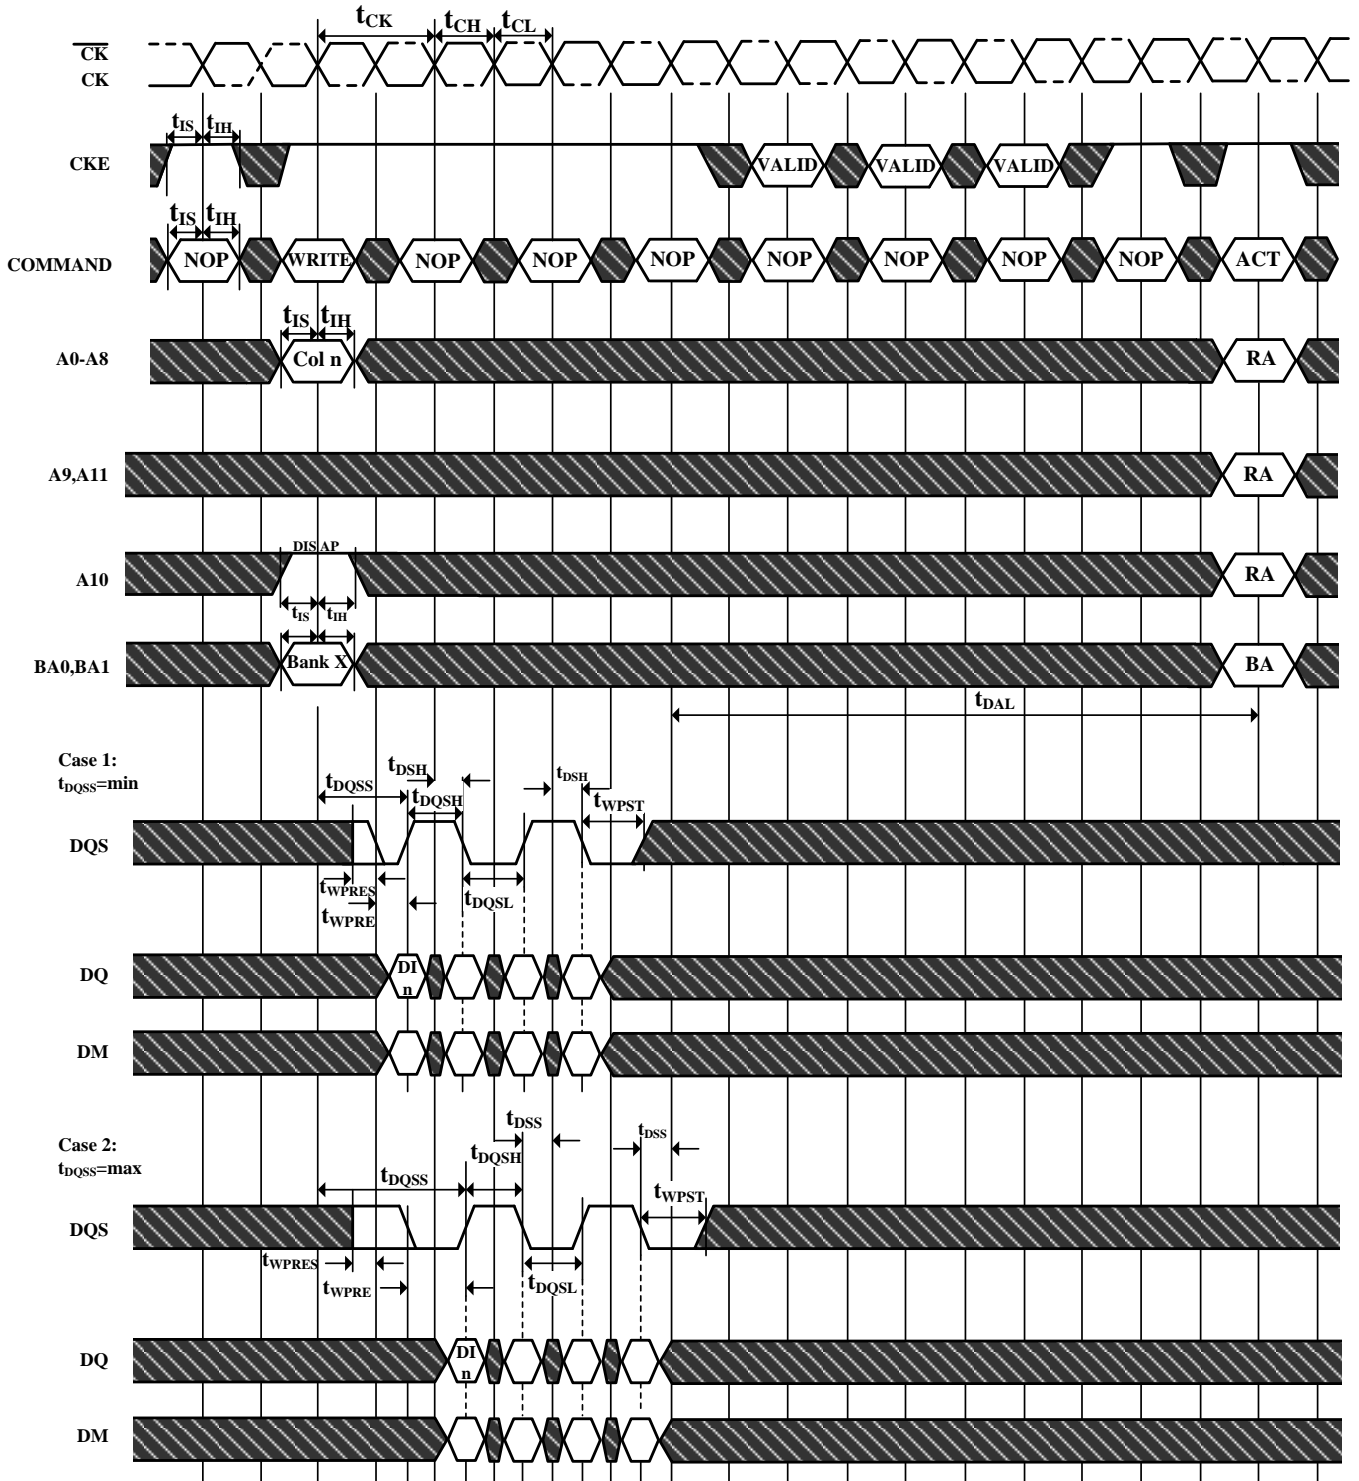 tCK tCH tCL
CK
CK
tIS tIH
CKE VALID VALID VALID
tIS tIH
COMMAND NOP WRITE NOP NOP NOP NOP NOP NOP NOP ACT
tIS tIH
A0-A8 Col n RA
A9,A11 RA
DIS AP
A10 RA
tIS tIH
BA0,BA1 Bank X BA
tDAL
Case 1:
tDQSS=min
tDSH tDSH
tDQSS tDQSH tWPST
DQS
tWPRES tDQSL
tWPRE
DQ DI
n
DM
tDSS tDSS
Case 2:
tDQSS=max
tDQSH
tDQSS tWPST
DQS
tWPRES
tWPRE tDQSL
DQ DI
n
DM